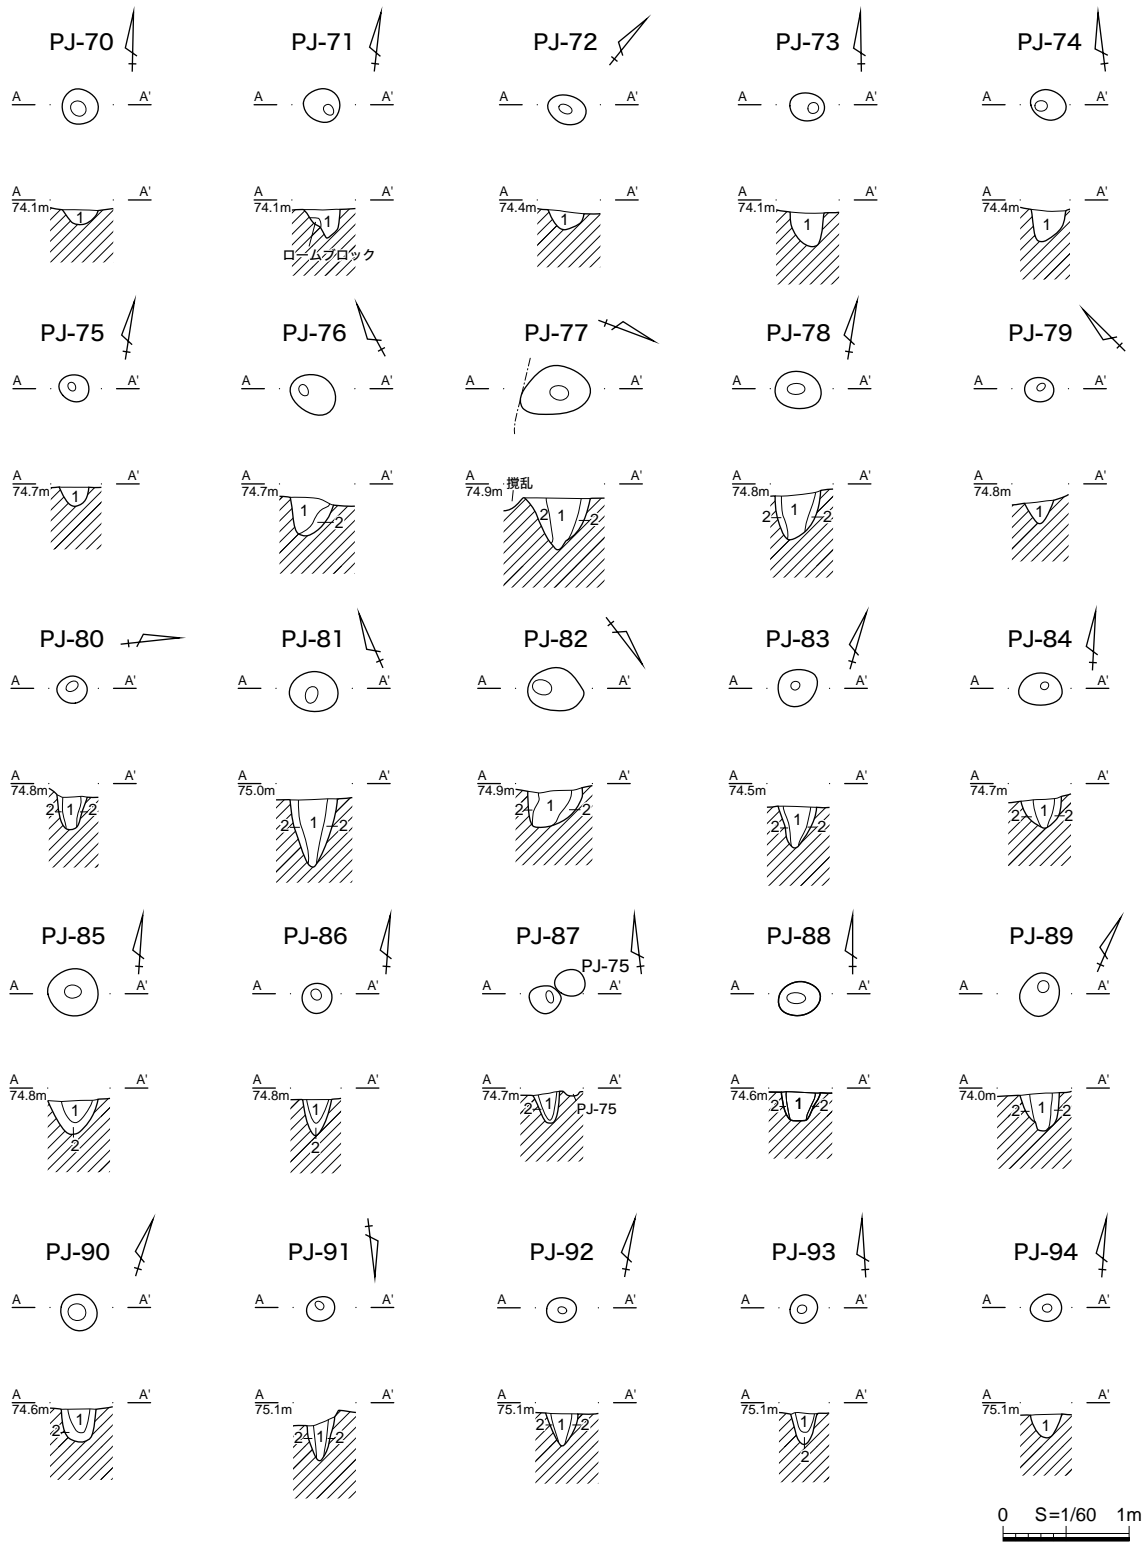 PJ-70 PJ-71 PJ-72 PJ-73 PJ-74
A A' A A' A A' A A' A A'
A A' A A' A A' A A' A A'
74.1m 74.1m 74.4m 74.1m 74.4m
1 1 1 1 1
ロームブロック
PJ-75 PJ-76 PJ-77 PJ-78 PJ-79
A A' A A' A A' A A' A A'
A A' A A' A A' A A' A A'
撹乱
74.7m 74.7m 74.9m 74.8m 74.8m
1 1 2 2 1 2 2 1 2 1
PJ-80 PJ-81 PJ-82 PJ-83 PJ-84
A A' A A' A A' A A' A A'
A A' A A' A A' A A' A A'
74.8m 75.0m 74.9m 74.5m 74.7m
2 1 2 2 1 2 2 1 2 2 1 2 2 1 2
PJ-85 PJ-86 PJ-87 PJ-88 PJ-89
PJ-75
A A' A A' A A' A A' A A'
A A' A A' A A' A A' A A'
74.8m 74.8m 74.7m 74.6m 74.0m
1 1 2 1 PJ-75 2 1 2 2 1 2
2 2
PJ-90 PJ-91 PJ-92 PJ-93 PJ-94
A A' A A' A A' A A' A A'
A A' A A' A A' A A' A A'
74.6m 75.1m 75.1m 75.1m 75.1m
2 1 2 1 2 2 1 2 1 1
2
0 S=1/60 1m